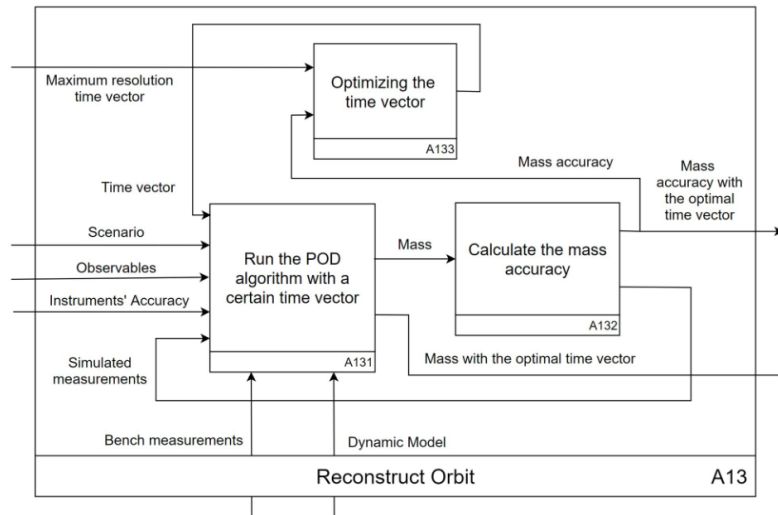 Maximum resolution
time vector
Optimizing the
time vector
A133
Mass accuracy
Mass
accuracy with
the optimal
time vector
Time vector
Scenario
Observables
Instruments' Accuracy
Run the POD
algorithm with a
certain time vector
A131
Mass
Calculate the mass
accuracy
A132
Simulated
measurements
Mass with the optimal time vector
Bench measurements
Dynamic Model
Reconstruct Orbit
A13